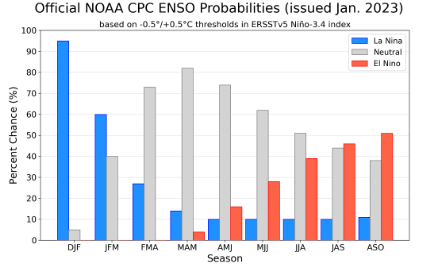 Official NOAA CPC ENSO Probabilities (issued Jan. 2023)
based on -0.5°/+0.5°C thresholds in ERSSTv5 Niño-3.4 index
La Nina
Neutral
El Nino
Percent Chance (%)
100
90
80
70
60
50
40
30
20
10
0
DJF JFM FMA MAM AMJ MJJ JJA JAS ASO
Season